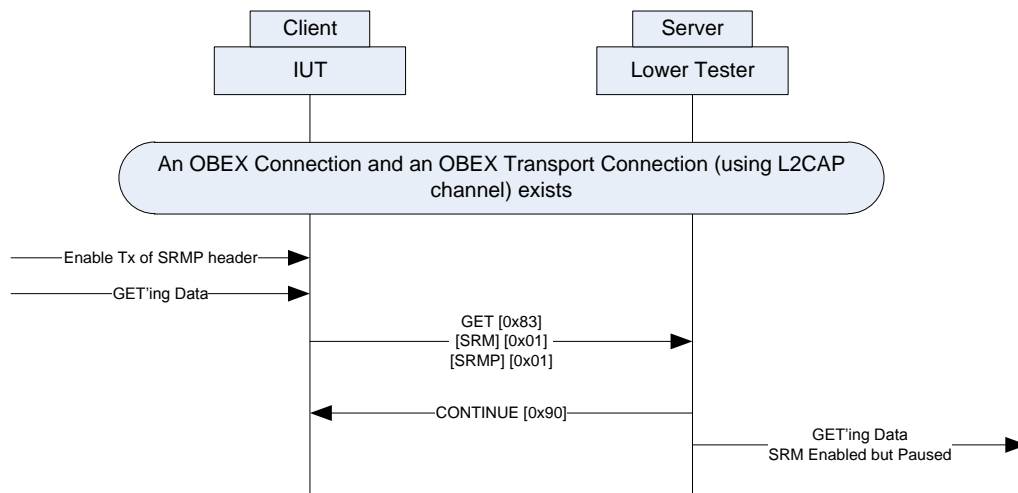 Client
Server
IUT
Lower Tester
An OBEX Connection and an OBEX Transport Connection (using L2CAP
channel) exists
Enable Tx of SRMP header
GET'ing Data
GET [0x83]
[SRM] [0x01]
[SRMP] [0x01]
CONTINUE [0x90]
GET'ing Data
SRM Enabled but Paused